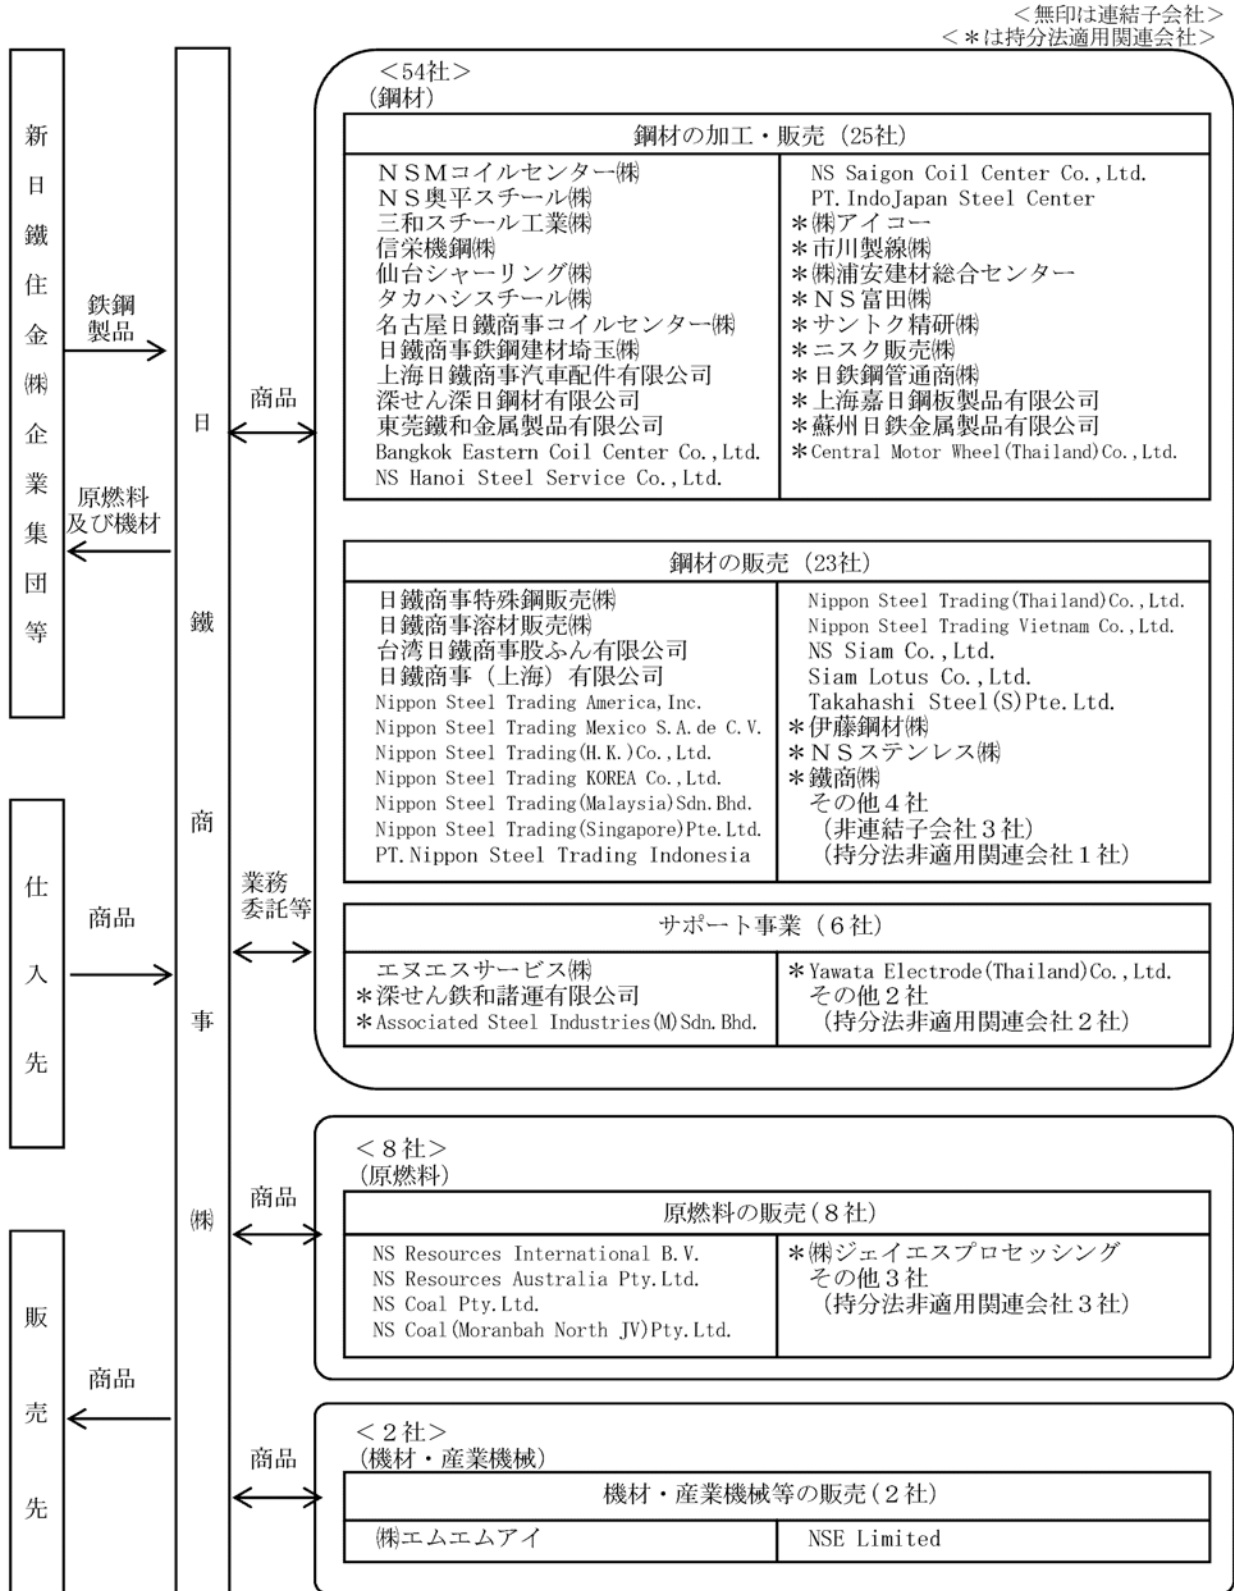 ＜無印は連結子会社＞
＜＊は持分法適用関連会社＞
新日鐵住金㈱企業集団等
鉄鋼
製品
原燃料
及び機材
仕入先
商品
販売先
商品
日鐵商事㈱
商品
業務
委託等
商品
商品
＜54社＞
(鋼材)
鋼材の加工・販売（25社）
ＮＳＭコイルセンター㈱
ＮＳ奥平スチール㈱
三和スチール工業㈱
信栄機鋼㈱
仙台シャーリング㈱
タカハシスチール㈱
名古屋日鐵商事コイルセンター㈱
日鐵商事鉄鋼建材埼玉㈱
上海日鐵商事汽車配件有限公司
深せん深日鋼材有限公司
東莞鐵和金属製品有限公司
Bangkok Eastern Coil Center Co.,Ltd.
NS Hanoi Steel Service Co.,Ltd.
NS Saigon Coil Center Co.,Ltd.
PT.IndoJapan Steel Center
＊㈱アイコー
＊市川製線㈱
＊㈱浦安建材総合センター
＊ＮＳ富田㈱
＊サントク精研㈱
＊ニスク販売㈱
＊日鉄鋼管通商㈱
＊上海嘉日鋼板製品有限公司
＊蘇州日鉄金属製品有限公司
＊Central Motor Wheel(Thailand)Co.,Ltd.
鋼材の販売（23社）
日鐵商事特殊鋼販売㈱
日鐵商事溶材販売㈱
台湾日鐵商事股ふん有限公司
日鐵商事（上海）有限公司
Nippon Steel Trading America,Inc.
Nippon Steel Trading Mexico S.A.de C.V.
Nippon Steel Trading(H.K.)Co.,Ltd.
Nippon Steel Trading KOREA Co.,Ltd.
Nippon Steel Trading(Malaysia)Sdn.Bhd.
Nippon Steel Trading(Singapore)Pte.Ltd.
PT.Nippon Steel Trading Indonesia
Nippon Steel Trading(Thailand)Co.,Ltd.
Nippon Steel Trading Vietnam Co.,Ltd.
NS Siam Co.,Ltd.
Siam Lotus Co.,Ltd.
Takahashi Steel(S)Pte.Ltd.
＊伊藤鋼材㈱
＊ＮＳステンレス㈱
＊鐵商㈱
その他４社
（非連結子会社３社）
（持分法非適用関連会社１社）
サポート事業（６社）
エヌエスサービス㈱
＊深せん鉄和諸運有限公司
＊Associated Steel Industries(M)Sdn.Bhd.
＊Yawata Electrode(Thailand)Co.,Ltd.
その他２社
（持分法非適用関連会社２社）
＜８社＞
(原燃料)
原燃料の販売(８社)
NS Resources International B.V.
NS Resources Australia Pty.Ltd.
NS Coal Pty.Ltd.
NS Coal(Moranbah North JV)Pty.Ltd.
＊㈱ジェイエスプロセッシング
その他３社
（持分法非適用関連会社３社）
＜２社＞
(機材・産業機械)
機材・産業機械等の販売(２社)
㈱エムエムアイ
NSE Limited